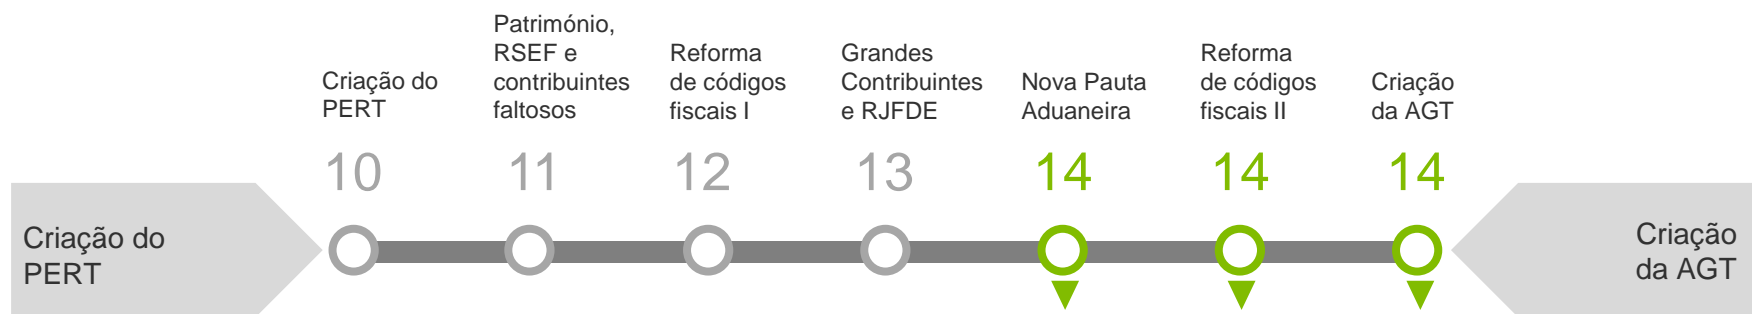 Criação do
PERT
Património,
RSEF e
contribuintes
faltosos
Reforma
de códigos
fiscais I
Grandes
Contribuintes
e RJFDE
Nova Pauta
Aduaneira
Reforma
de códigos
fiscais II
Criação
da AGT
10
11
12
13
14
14
14
Criação do
PERT
Criação
da AGT